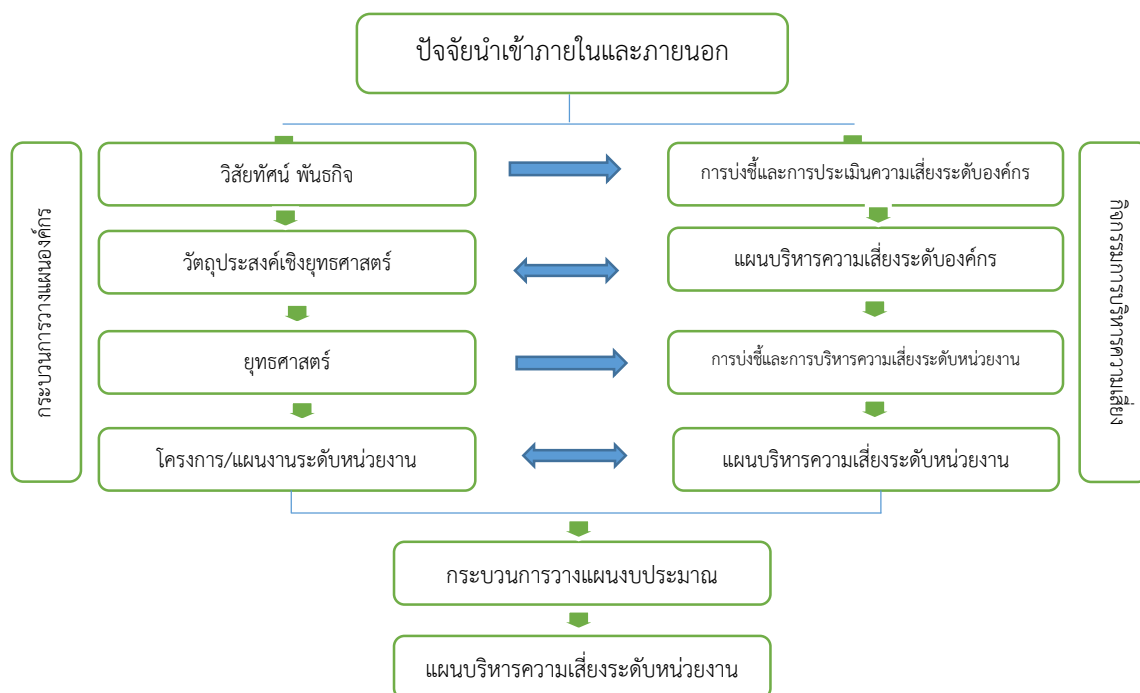 ปัจจัยนำเข้าภายในและภายนอก
กระบวนการวางแผนองค์กร
วิสัยทัศน์ พันธกิจ
การบ่งชี้และการประเมินความเสี่ยงระดับองค์กร
กิจกรรมการบริหารความเสี่ยง
วัตถุประสงค์เชิงยุทธศาสตร์
แผนบริหารความเสี่ยงระดับองค์กร
ยุทธศาสตร์
การบ่งชี้และการบริหารความเสี่ยงระดับหน่วยงาน
โครงการ/แผนงานระดับหน่วยงาน
แผนบริหารความเสี่ยงระดับหน่วยงาน
กระบวนการวางแผนงบประมาณ
แผนบริหารความเสี่ยงระดับหน่วยงาน